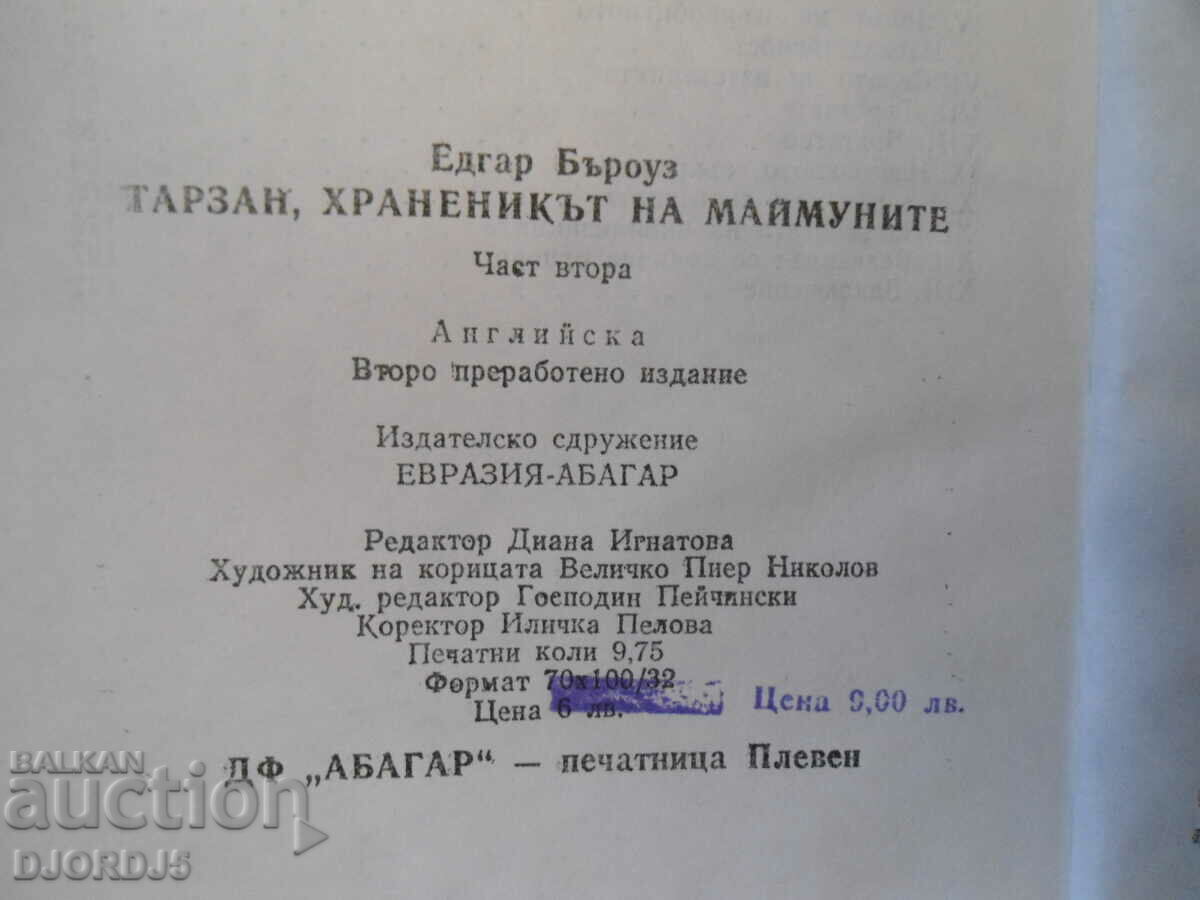 Едгар Бъроуз
ТАРЗАН, ХРАНЕНИКЪТ НА МАЙМУНИТЕ
Част втора
Английска
Второ преработено издание
Издателско сдружение
ЕВРАЗИЯ-АБАГАР
Редактор Диана Игнатова
Художник на корицата Величко Пиер Николов
Худ. редактор Господин Пейчински
Коректор Иличка Пелова
Печатни коли 9,75
Формат 70х100/32
Цена 6 лв. Цена 9,00 лв.
ДФ „АБАГАР“ — печатница Плевен
BALKAN
auction
DJORDJ5